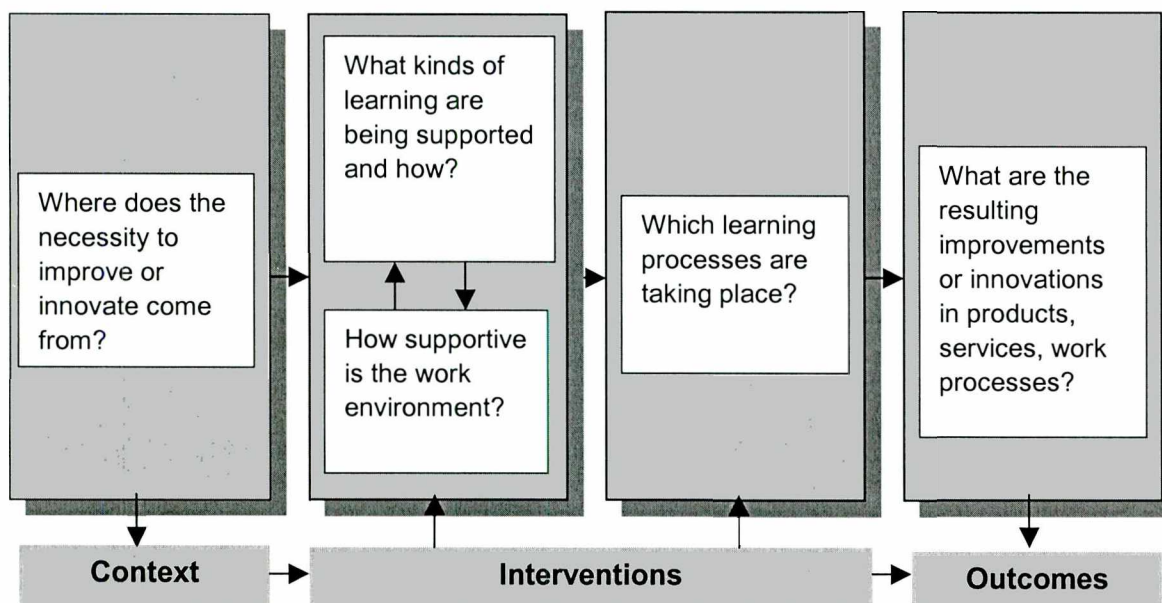 Where does the
necessity to
improve or
innovate come
from?
What kinds of
learning are
being supported
and how?
How supportive
is the work
environment?
Which learning
processes are
taking place?
What are the
resulting
improvements
or innovations
in products,
services, work
processes?
Context
Interventions
Outcomes